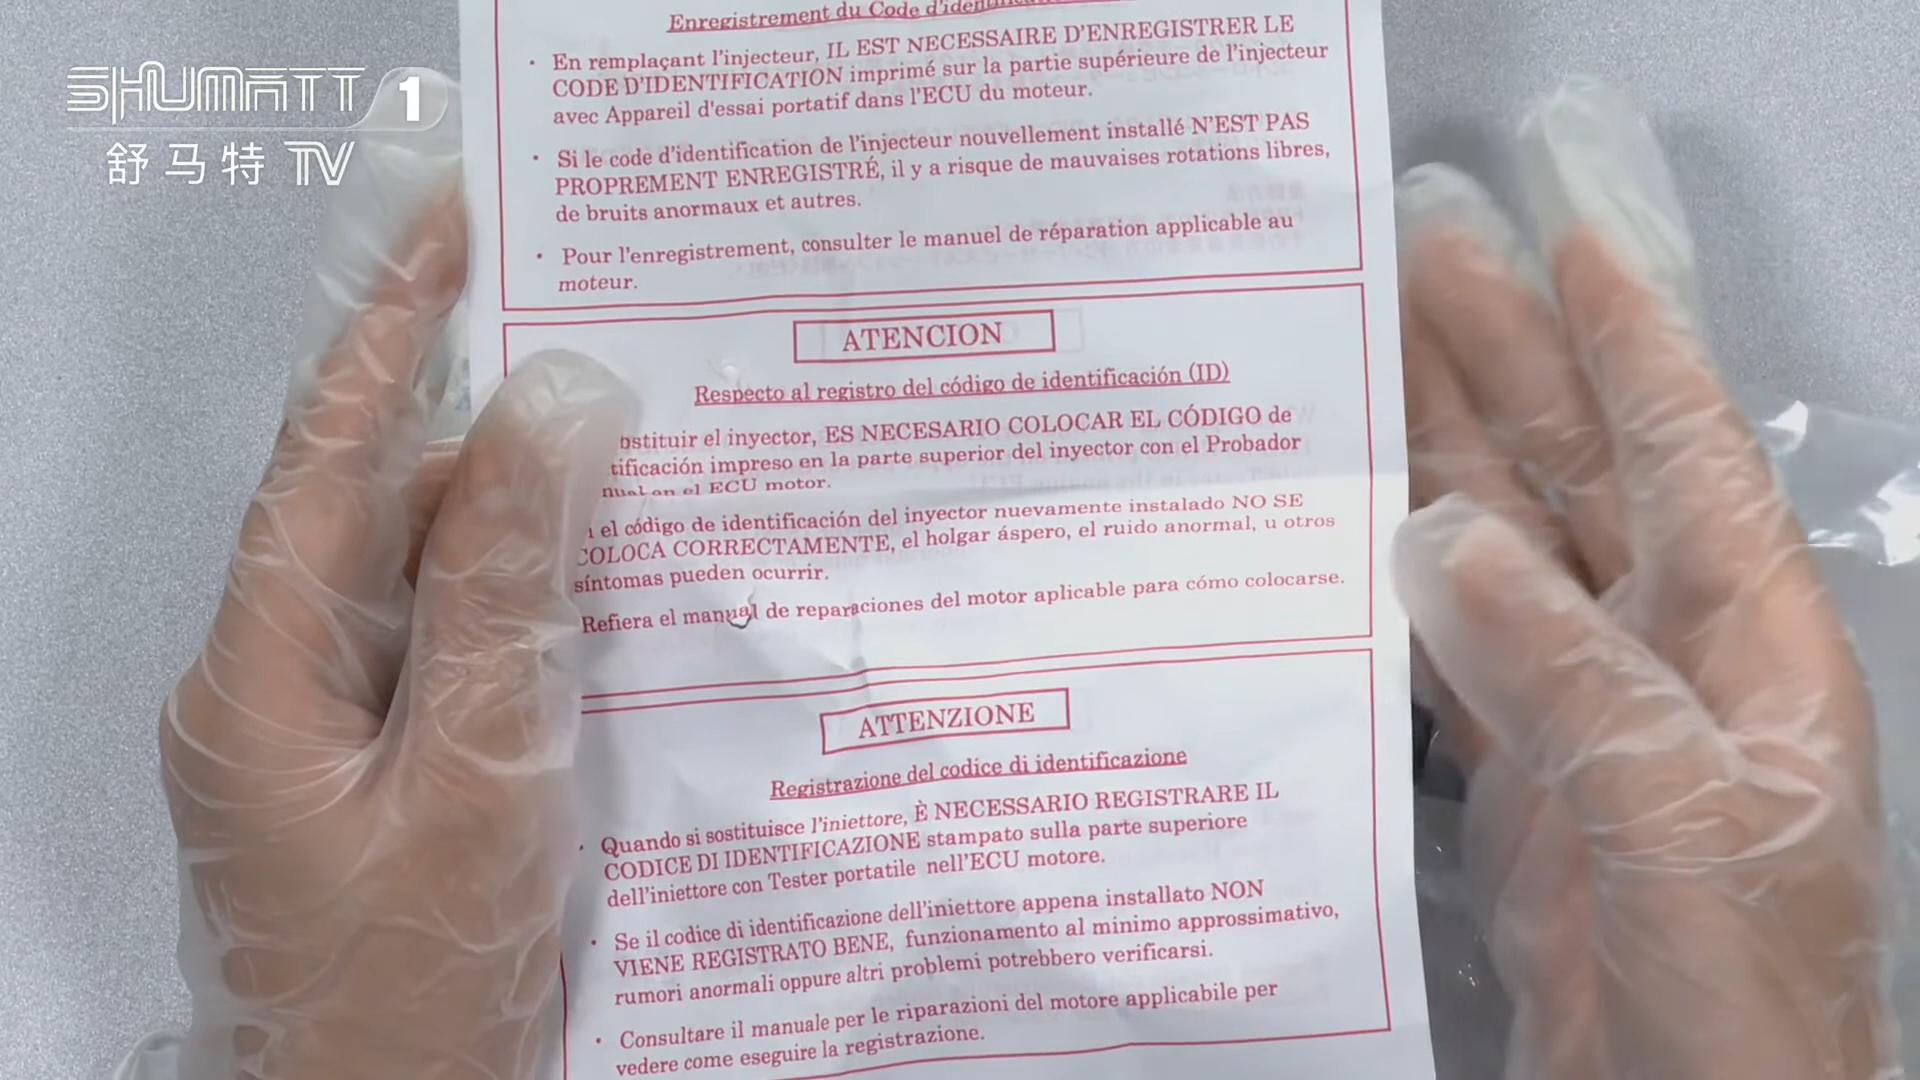 SHUMATT 1
舒马特 TV
Enregistrement du Code
• En remplaçant l'injecteur, IL EST NECESSAIRE D'ENREGISTRER LE
CODE D'IDENTIFICATION imprimé sur la partie supérieure de l'injecteur
avec Appareil d'essai portatif dans l'ECU du moteur.
• Si le code d'identification de l'injecteur nouvellement installé N'EST PAS
PROPREMENT ENREGISTRÉ, il y a risque de mauvaises rotations libres,
de bruits anormaux et autres.
• Pour l'enregistrement, consulter le manuel de réparation applicable au
moteur.
ATENCION
Respecto al registro del código de identificación (ID)
bstituir el inyector, ES NECESARIO COLOCAR EL CÓDIGO de
tificación impreso en la parte superior del inyector con el Probador
nual en el ECU motor.
el código de identificación del inyector nuevamente instalado NO SE
COLOCA CORRECTAMENTE, el holgar áspero, el ruido anormal, u otros
síntomas pueden ocurrir.
Refiera el manual de reparaciones del motor aplicable para cómo colocarse.
ATTENZIONE
Registrazione del codice di identificazione
• Quando si sostituisce l'iniettore, È NECESSARIO REGISTRARE IL
CODICE DI IDENTIFICAZIONE stampato sulla parte superiore
dell'iniettore con Tester portatile nell'ECU motore.
• Se il codice di identificazione dell'iniettore appena installato NON
VIENE REGISTRATO BENE, funzionamento al minimo approssimativo,
rumori anormali oppure altri problemi potrebbero verificarsi.
• Consultare il manuale per le riparazioni del motore applicabile per
vedere come eseguire la registrazione.